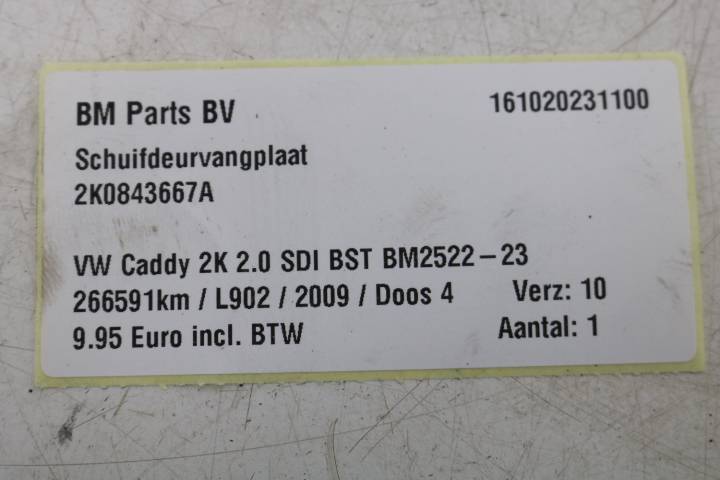 BM Parts BV 161020231100
Schuifdeurvangplaat
2K0843667A
VW Caddy 2K 2.0 SDI BST BM2522-23
266591km / L902 / 2009 / Doos 4 Verz: 10
9.95 Euro incl. BTW Aantal: 1